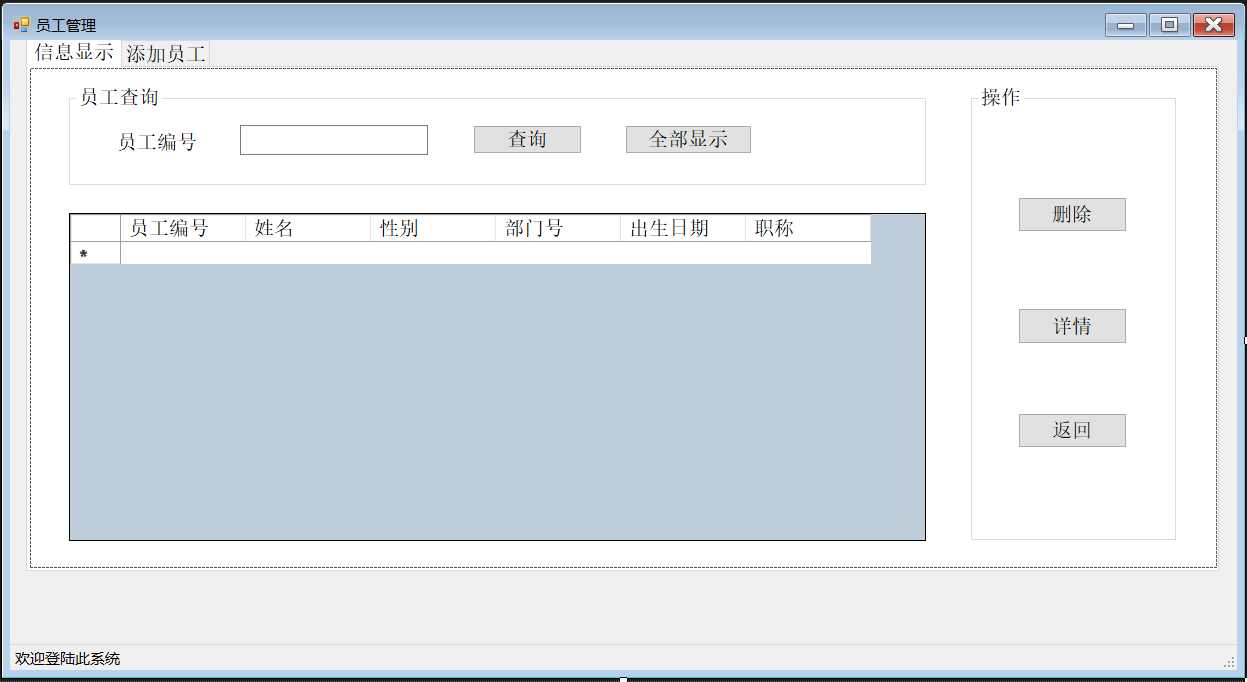 员工管理
信息显示 添加员工
员工查询
员工编号 查询 全部显示
员工编号 姓名 性别 部门号 出生日期 职称
*
操作
删除
详情
返回
欢迎登陆此系统